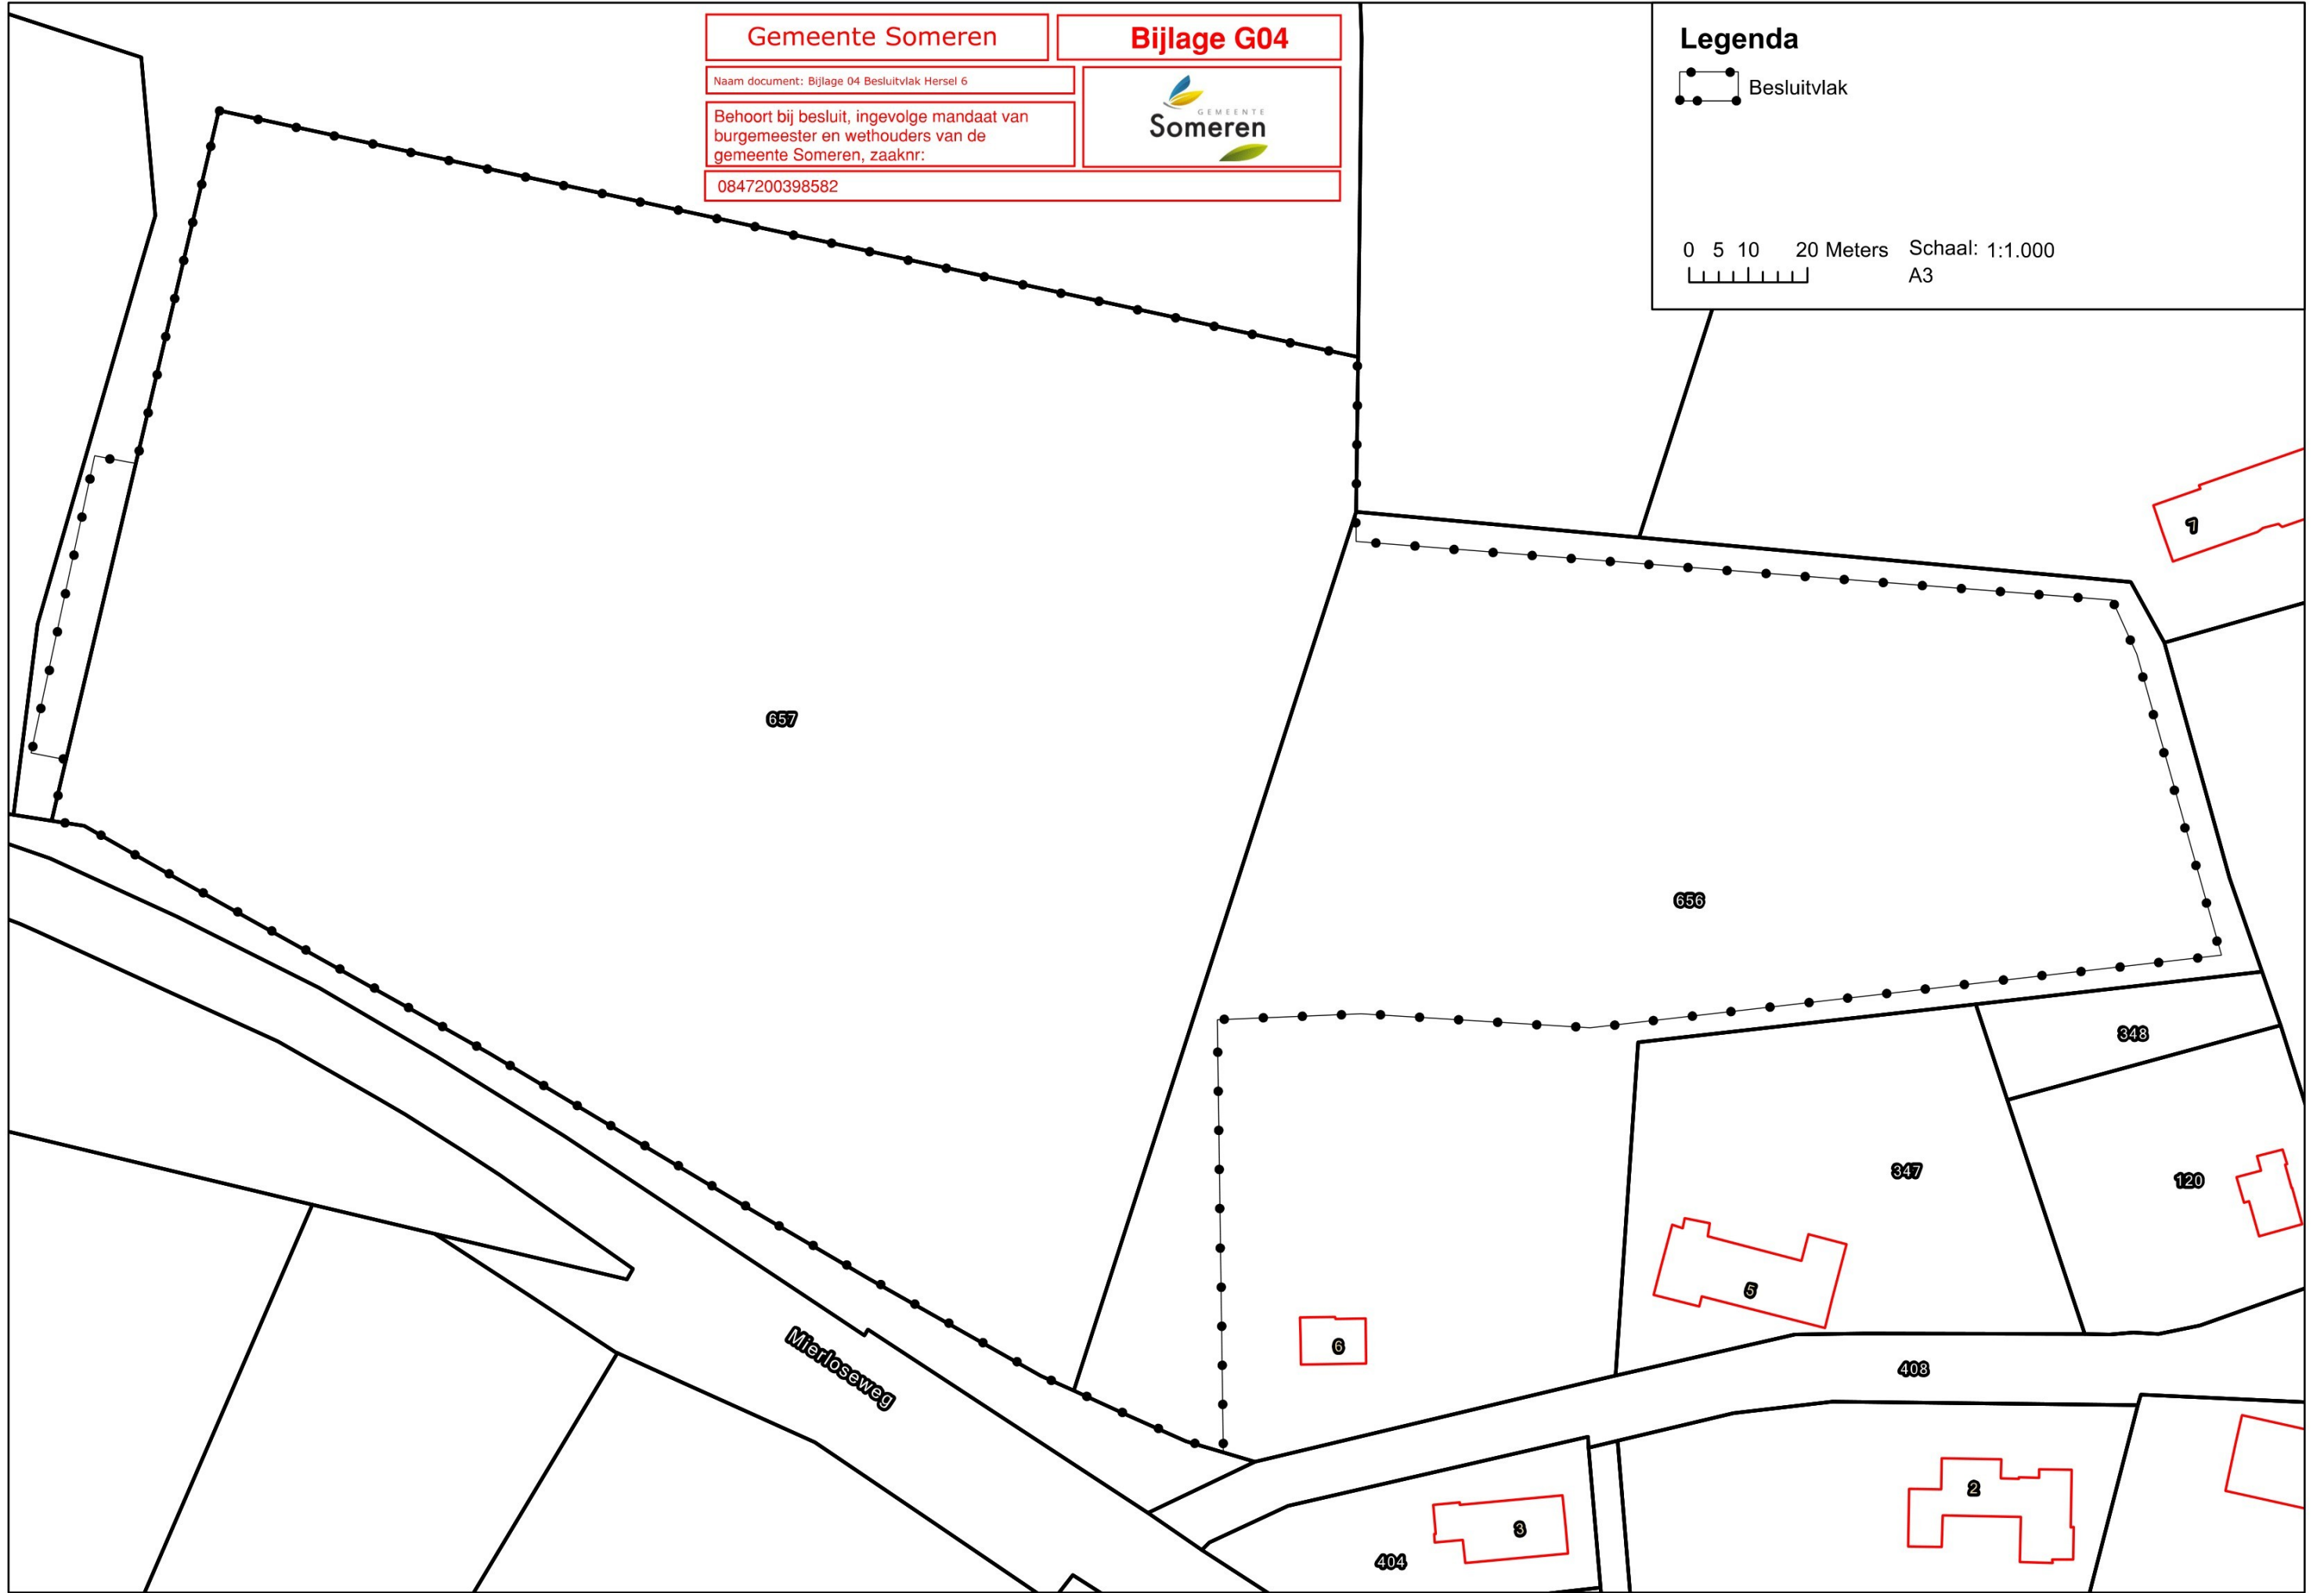 Gemeente Someren
Bijlage G04
Naam document: Bijlage 04 Besluitvlak Hersel 6
Behoort bij besluit, ingevolge mandaat van
burgemeester en wethouders van de
gemeente Someren, zaaknr:
GEMEENTE
Someren
0847200398582
Legenda
Besluitvlak
0 5 10 20 Meters Schaal: 1:1.000
A3
7
657
656
348
347
120
5
6
408
Mierloseweg
2
3
404